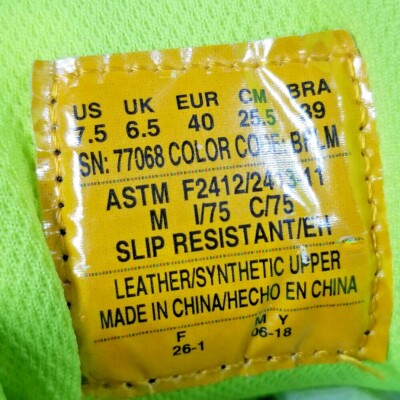 US UK EUR CM BRA
7.5 6.5 40 25.5 39
SN: 77068 COLOR CODE: BFLM
ASTM F2412/2413-11
M I/75 C/75
SLIP RESISTANT/EH
LEATHER/SYNTHETIC UPPER
MADE IN CHINA/HECHO EN CHINA
F M Y
26-1 06-18